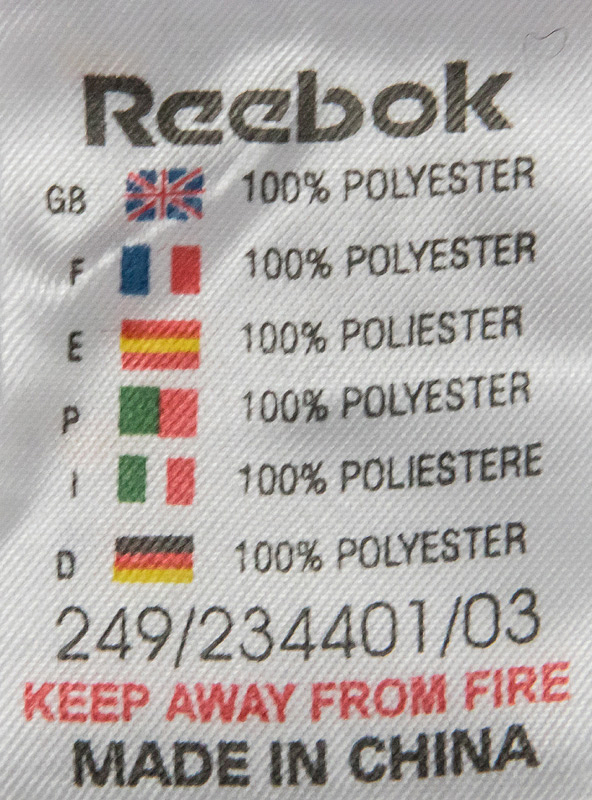 Reebok
GB 100% POLYESTER
F 100% POLYESTER
E 100% POLIESTER
P 100% POLYESTER
I 100% POLIESTERE
D 100% POLYESTER
249/234401/03
KEEP AWAY FROM FIRE
MADE IN CHINA